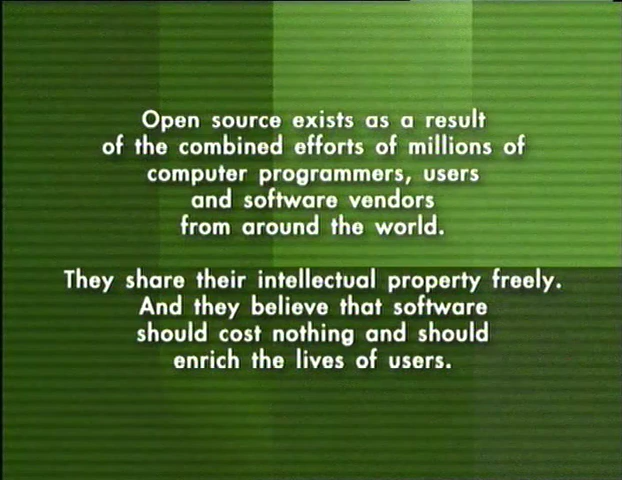 Open source exists as a result
of the combined efforts of millions of
computer programmers, users
and software vendors
from around the world.
They share their intellectual property freely.
And they believe that software
should cost nothing and should
enrich the lives of users.